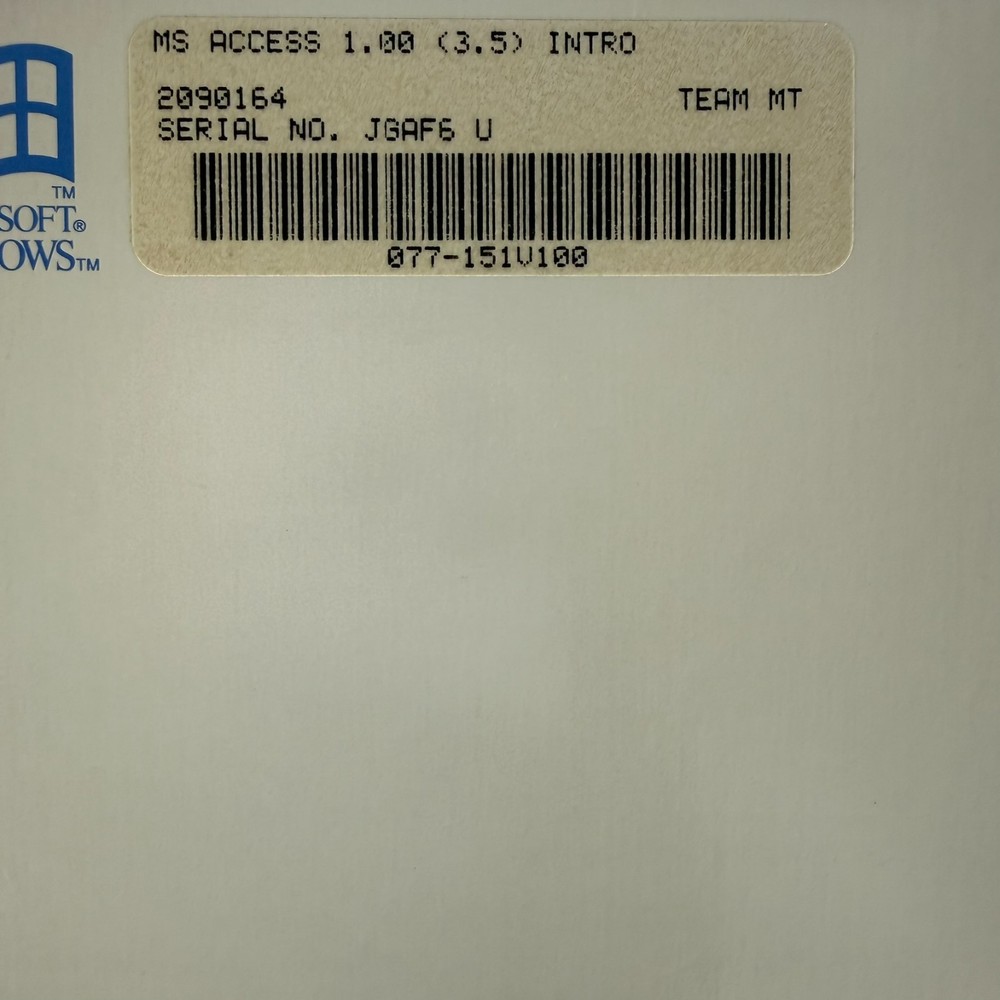 MS ACCESS 1.00 (3.5) INTRO
2090164 TEAM MT
SERIAL NO. JGAF6 U
077-151V100
TM
SOFT®
OWS™